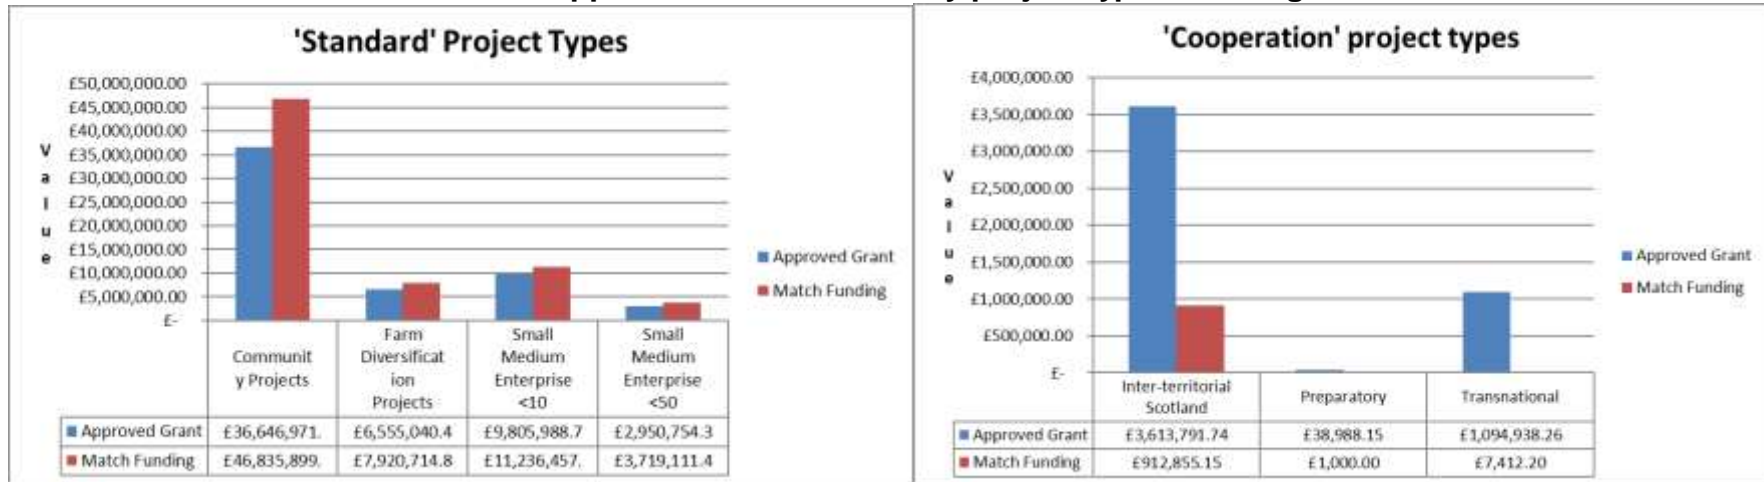 'Standard' Project Types
£50,000,000.00
£45,000,000.00
£40,000,000.00
£35,000,000.00
£30,000,000.00
£25,000,000.00
£20,000,000.00
£15,000,000.00
£10,000,000.00
£5,000,000.00
£-
Value
Approved Grant
Match Funding
Communit
y Projects
Farm
Diversificat
ion
Projects
Small
Medium
Enterprise
<10
Small
Medium
Enterprise
<50
Approved Grant £36,646,971. £6,555,040.4 £9,805,988.7 £2,950,754.3
Match Funding £46,835,899. £7,920,714.8 £11,236,457. £3,719,111.4
'Cooperation' project types
£4,000,000.00
£3,500,000.00
£3,000,000.00
£2,500,000.00
£2,000,000.00
£1,500,000.00
£1,000,000.00
£500,000.00
£-
Value
Approved Grant
Match Funding
Inter-territorial
Scotland
Preparatory
Transnational
Approved Grant £3,613,791.74 £38,988.15 £1,094,938.26
Match Funding £912,855.15 £1,000.00 £7,412.20